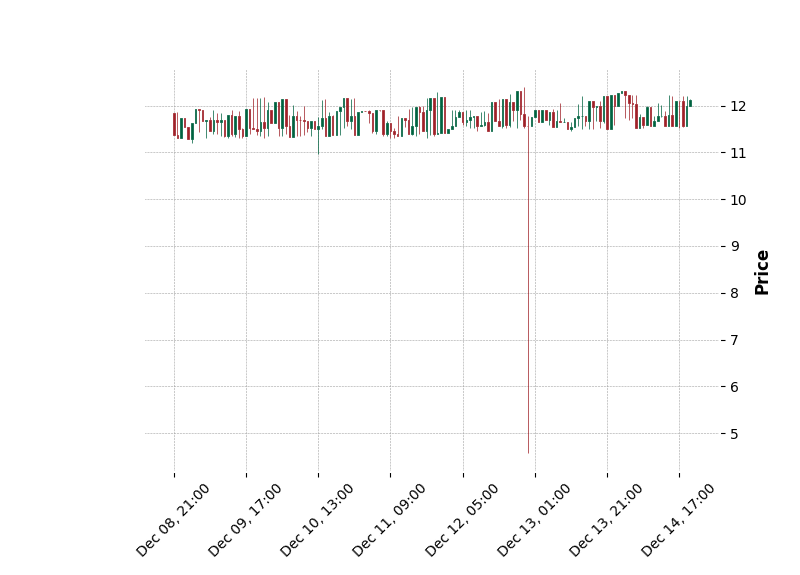 12
11
10
9
8
7
6
5
Price
Dec 08, 21:00
Dec 09, 17:00
Dec 10, 13:00
Dec 11, 09:00
Dec 12, 05:00
Dec 13, 01:00
Dec 13, 21:00
Dec 14, 17:00